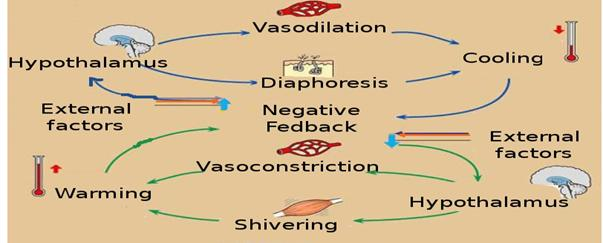 Vasodilation
Hypothalamus
Cooling
Diaphoresis
External
factors
Negative
Fedback
External
factors
Vasoconstriction
Warming
Hypothalamus
Shivering